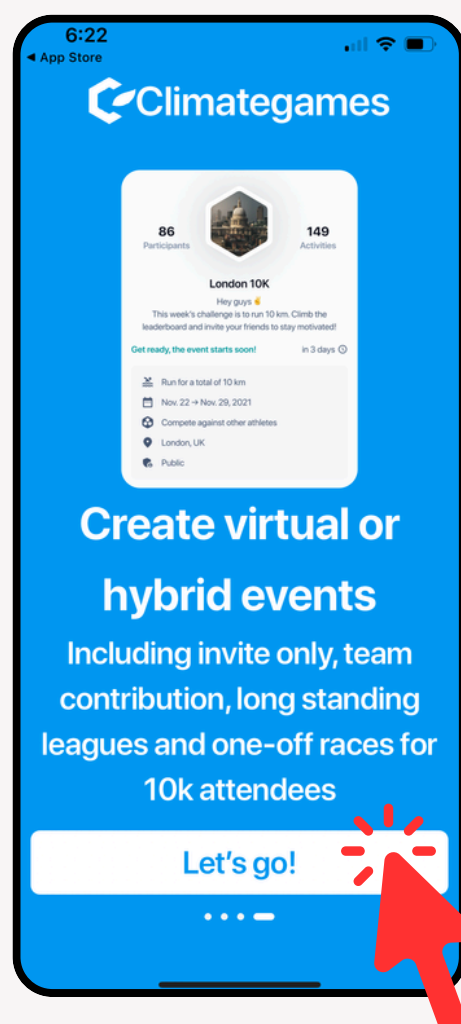 6:22
◀ App Store
Climategames
86
Participants
149
Activities
London 10K
Hey guys ✌️
This week's challenge is to run 10 km. Climb the
leaderboard and invite your friends to stay motivated!
Get ready, the event starts soon!
in 3 days
Run for a total of 10 km
Nov. 22 → Nov. 29, 2021
Compete against other athletes
London, UK
Public
Create virtual or
hybrid events
Including invite only, team
contribution, long standing
leagues and one-off races for
10k attendees
Let's go!